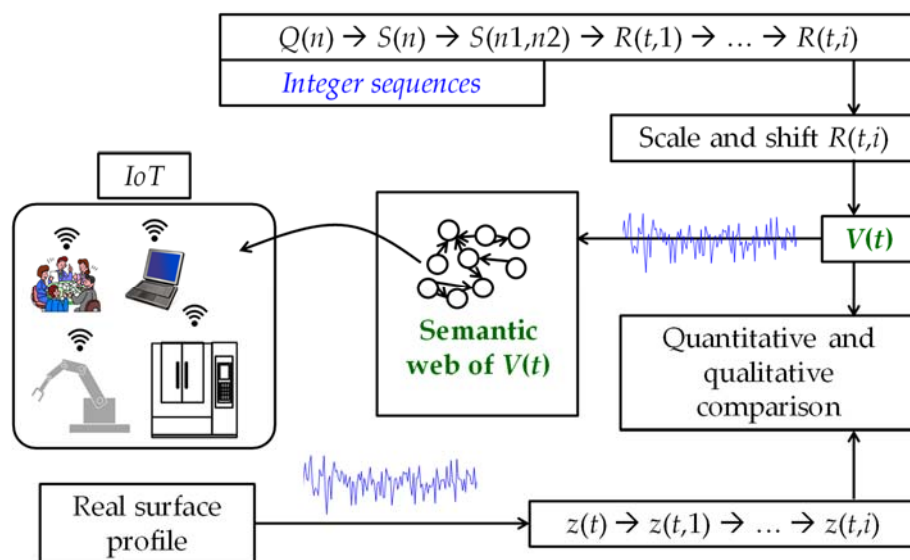 Q(n) → S(n) → S(n1,n2) → R(t,1) → … → R(t,i)
Integer sequences
Scale and shift R(t,i)
IoT
V(t)
Semantic
web of V(t)
Quantitative and
qualitative
comparison
Real surface
profile
z(t) → z(t,1) → … → z(t,i)